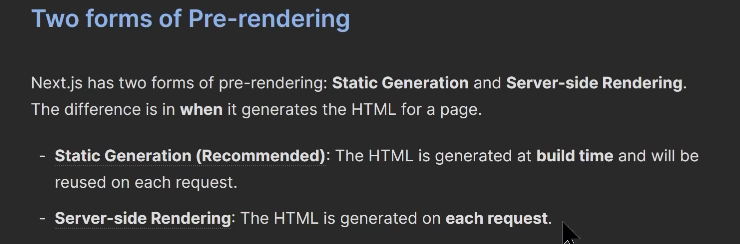 Two forms of Pre-rendering
Next.js has two forms of pre-rendering: Static Generation and Server-side Rendering.
The difference is in when it generates the HTML for a page.
- Static Generation (Recommended): The HTML is generated at build time and will be
reused on each request.
- Server-side Rendering: The HTML is generated on each request.